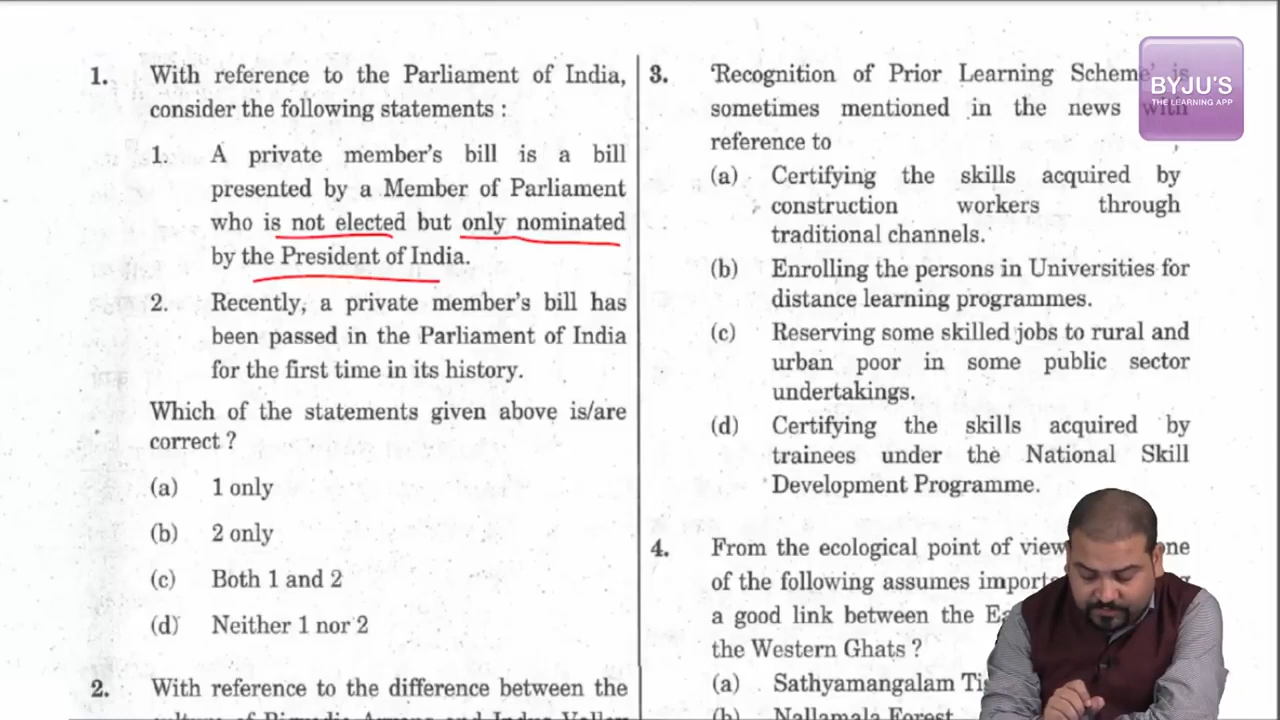 1. With reference to the Parliament of India,
consider the following statements :
1. A private member's bill is a bill
presented by a Member of Parliament
who is not elected but only nominated
by the President of India.
2. Recently, a private member's bill has
been passed in the Parliament of India
for the first time in its history.
Which of the statements given above is/are
correct ?
(a) 1 only
(b) 2 only
(c) Both 1 and 2
(d) Neither 1 nor 2
2. With reference to the difference between the
3. 'Recognition of Prior Learning Scheme' is
sometimes mentioned in the news with
reference to
(a) Certifying the skills acquired by
construction workers through
traditional channels.
(b) Enrolling the persons in Universities for
distance learning programmes.
(c) Reserving some skilled jobs to rural and
urban poor in some public sector
undertakings.
(d) Certifying the skills acquired by
trainees under the National Skill
Development Programme.
4. From the ecological point of view one
of the following assumes
a good link between the
the Western Ghats ?
(a) Sathyamangalam
(b) Nallamala Forest
BYJU'S
THE LEARNING APP